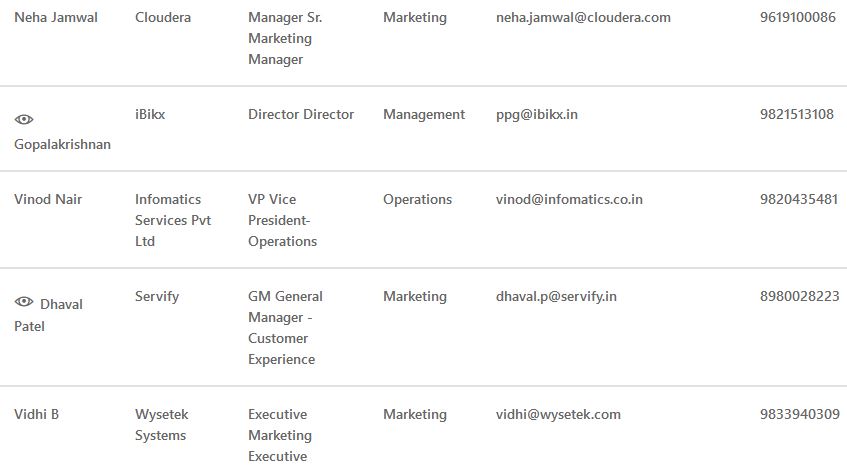 Neha Jamwal Cloudera Manager Sr. Marketing neha.jamwal@cloudera.com 9619100086
Marketing
Manager
iBikx Director Director Management ppg@ibikx.in 9821513108
Gopalakrishnan
Vinod Nair Infomatics VP Vice Operations vinod@infomatics.co.in 9820435481
Services Pvt President-
Ltd Operations
Servify GM General Marketing dhaval.p@servify.in 8980028223
Dhaval Manager -
Patel Customer
Experience
Vidhi B Wysetek Executive Marketing vidhi@wysetek.com 9833940309
Systems Marketing
Executive